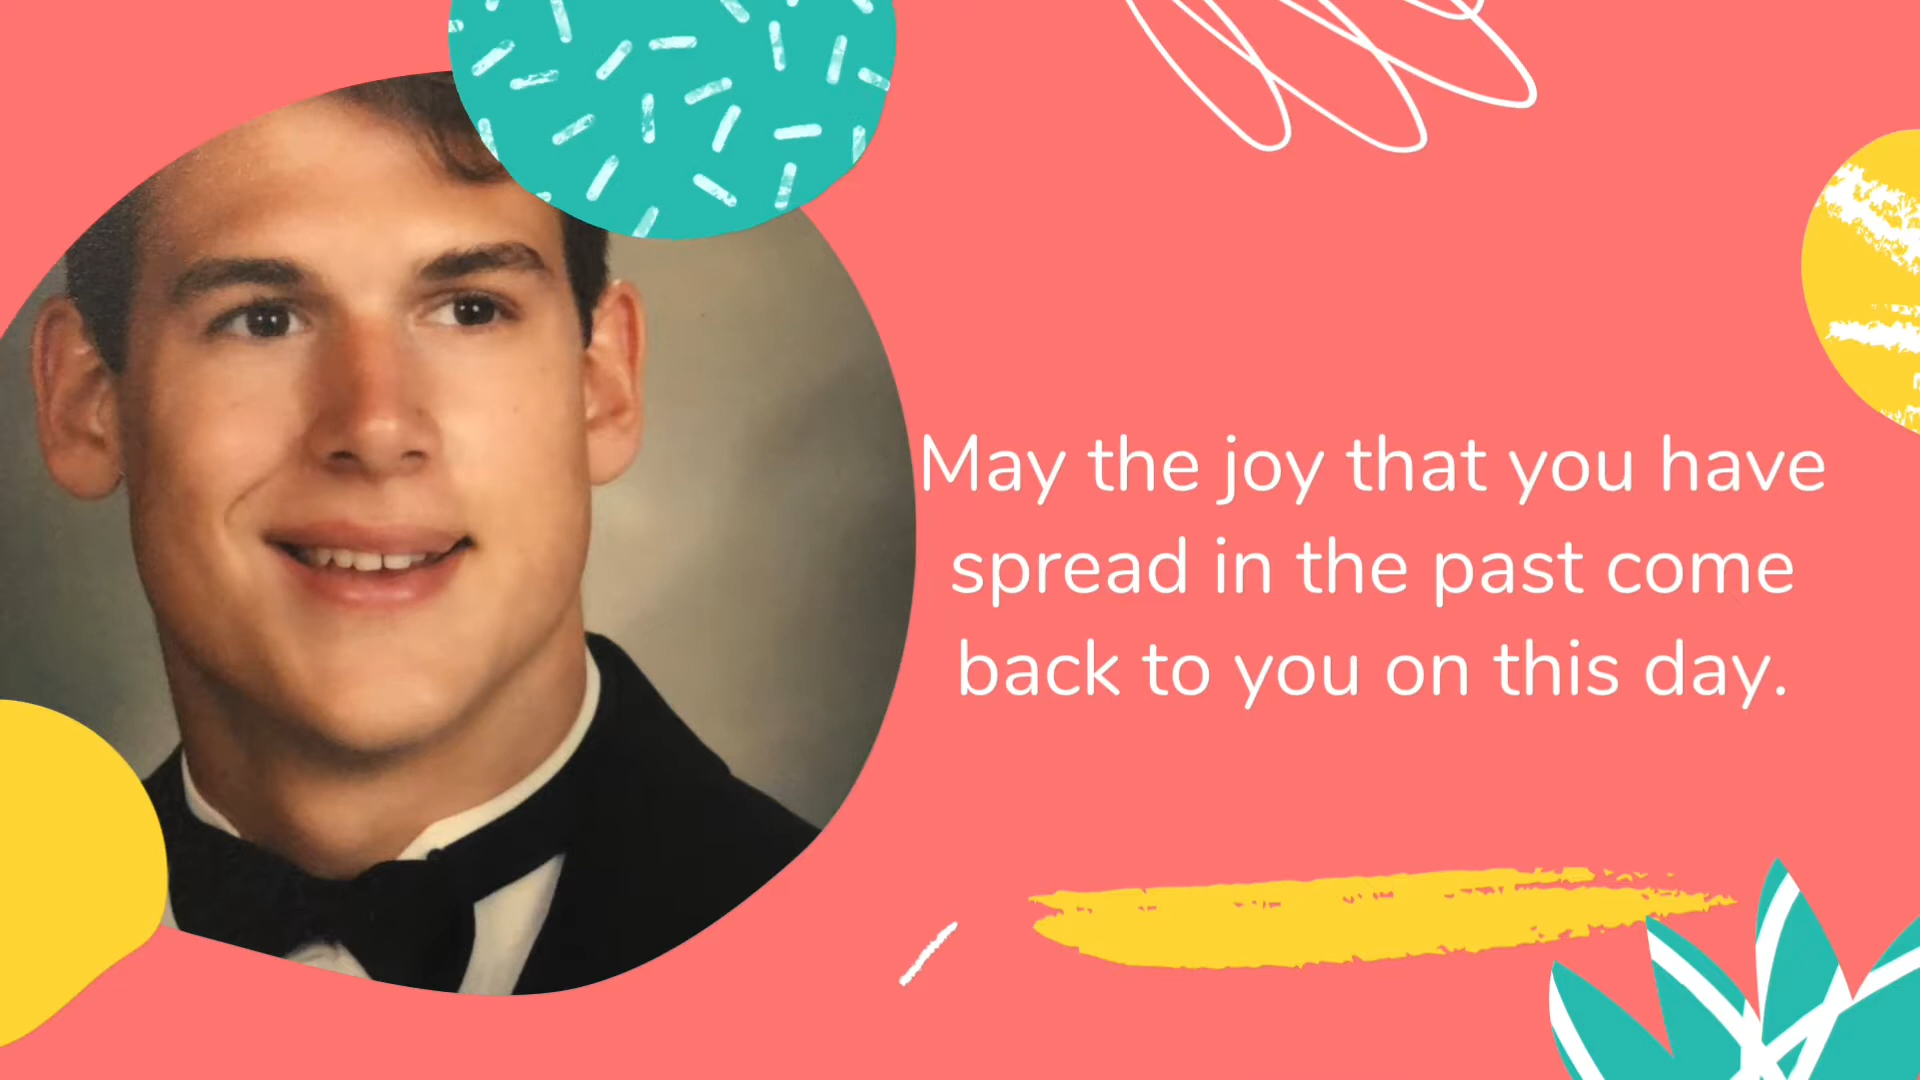 May the joy that you have
spread in the past come
back to you on this day.